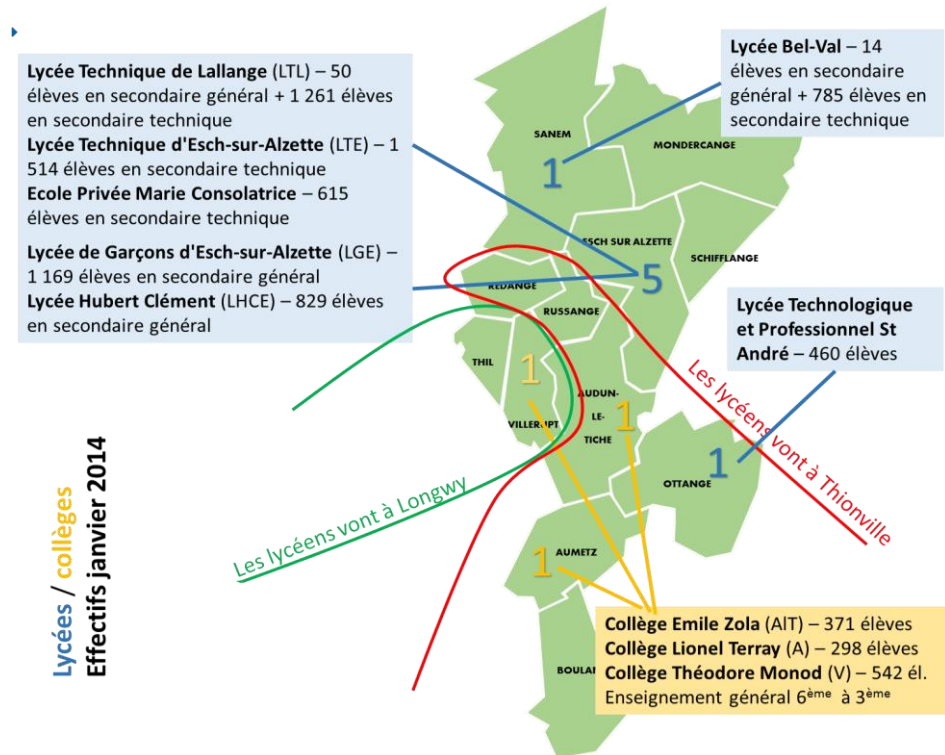 Lycée Technique de Lallange (LTL) – 50
élèves en secondaire général + 1 261 élèves
en secondaire technique
Lycée Technique d'Esch-sur-Alzette (LTE) – 1
514 élèves en secondaire technique
Ecole Privée Marie Consolatrice – 615
élèves en secondaire technique
Lycée de Garçons d'Esch-sur-Alzette (LGE) –
1 169 élèves en secondaire général
Lycée Hubert Clément (LHCE) – 829 élèves
en secondaire général
Lycée Bel-Val – 14
élèves en secondaire
général + 785 élèves en
secondaire technique
SANEM
1
MONDERCANGE
ESCH SUR ALZETTE
5
SCHIFFLANGE
REDANGE
RUSSANGE
Lycée Technologique
et Professionnel St
André – 460 élèves
THIL
1
VILLERUPT
AUDUN-
LE-
TICHE
1
OTTANGE
1
Les lycéens vont à Thionville
Les lycéens vont à Longwy
AUMETZ
1
BOULAN
Lycées / collèges
Effectifs janvier 2014
Collège Emile Zola (AlT) – 371 élèves
Collège Lionel Terray (A) – 298 élèves
Collège Théodore Monod (V) – 542 él.
Enseignement général 6ème à 3ème